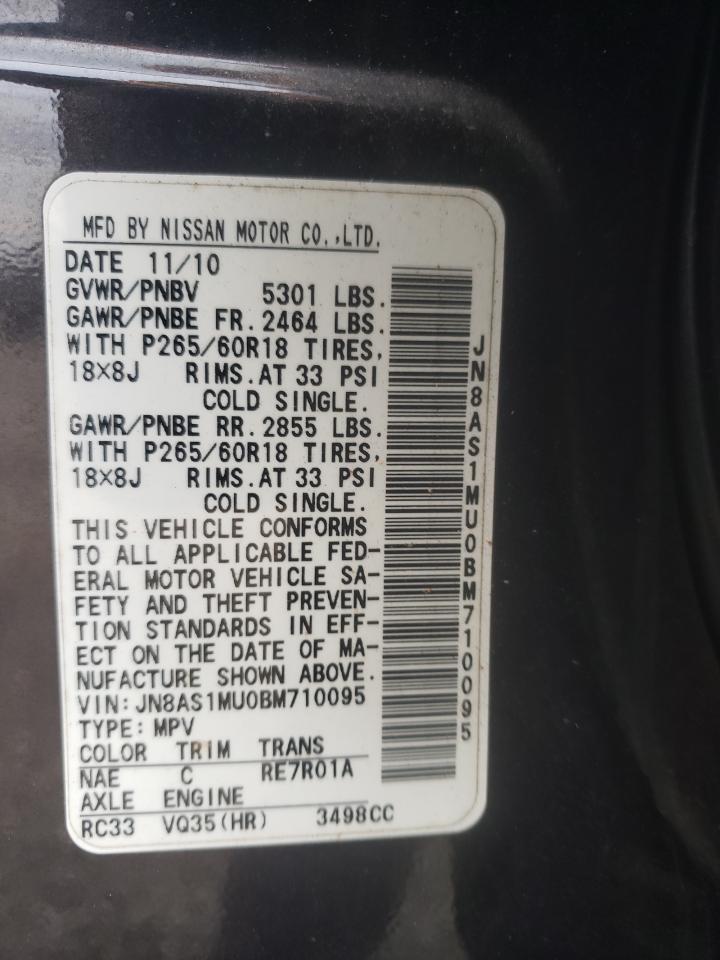 MFD BY NISSAN MOTOR CO.,LTD.
DATE 11/10
GVWR/PNBV 5301 LBS.
GAWR/PNBE FR.2464 LBS.
WITH P265/60R18 TIRES,
18×8J RIMS.AT 33 PSI
COLD SINGLE.
GAWR/PNBE RR.2855 LBS.
WITH P265/60R18 TIRES,
18×8J RIMS.AT 33 PSI
COLD SINGLE.
THIS VEHICLE CONFORMS
TO ALL APPLICABLE FED-
ERAL MOTOR VEHICLE SA-
FETY AND THEFT PREVEN-
TION STANDARDS IN EFF-
ECT ON THE DATE OF MA-
NUFACTURE SHOWN ABOVE.
VIN:JN8AS1MU0BM710095
TYPE:MPV
COLOR TRIM TRANS
NAE C RE7R01A
AXLE ENGINE
RC33 VQ35(HR) 3498CC
JN8AS1MU0BM710095